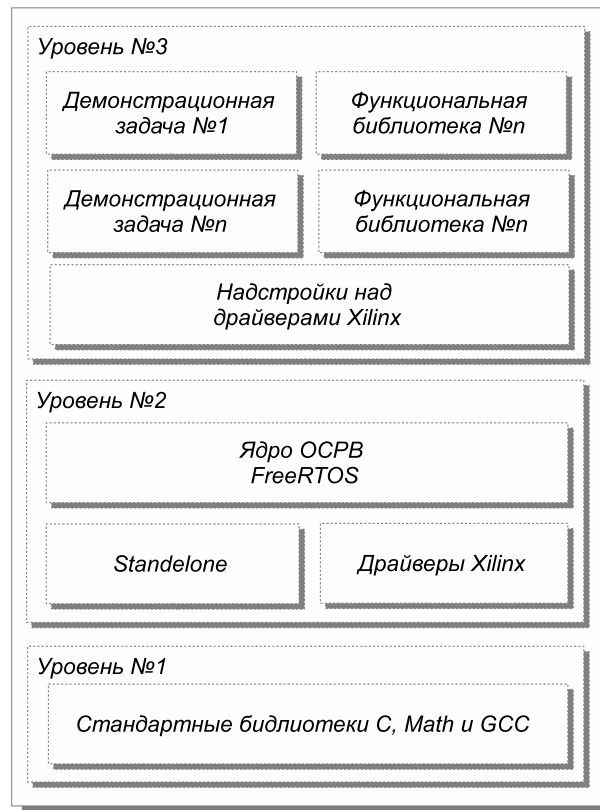 Уровень №3
Демонстрационная
задача №1
Функциональная
библиотека №n
Демонстрационная
задача №n
Функциональная
библиотека №n
Надстройки над
драйверами Xilinx
Уровень №2
Ядро ОСРВ
FreeRTOS
Standelone
Драйверы Xilinx
Уровень №1
Стандартные бидлиотеки C, Math и GCC